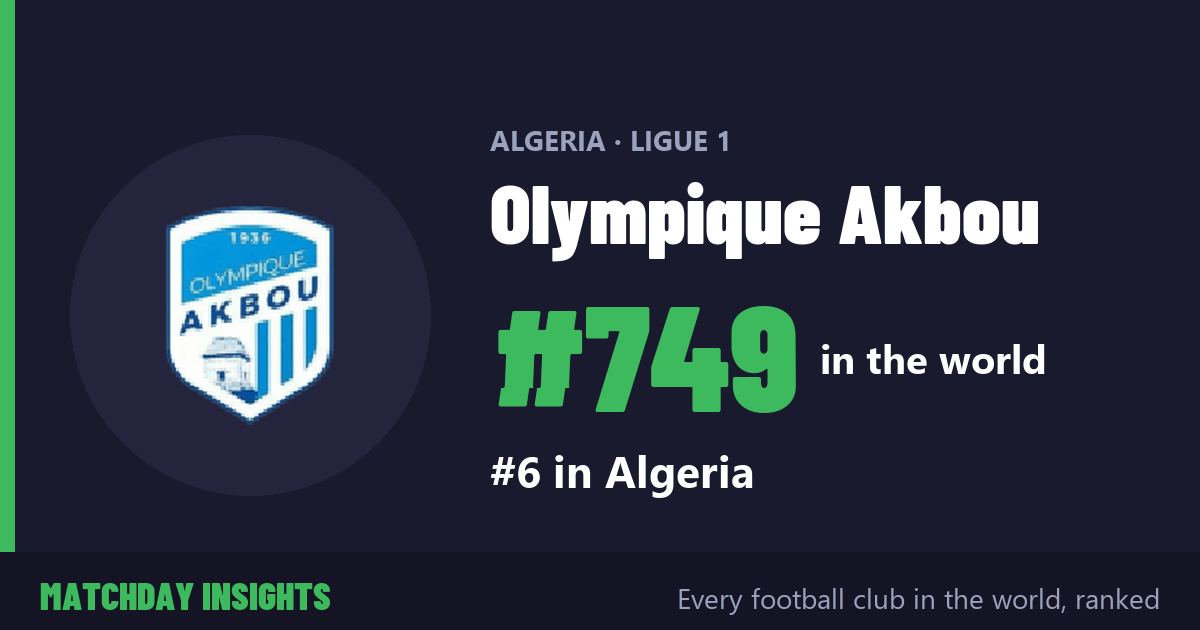 ALGERIA · LIGUE 1
Olympique Akbou
1936
OLYMPIQUE
AKBOU
#749 in the world
#6 in Algeria
MATCHDAY INSIGHTS
Every football club in the world, ranked